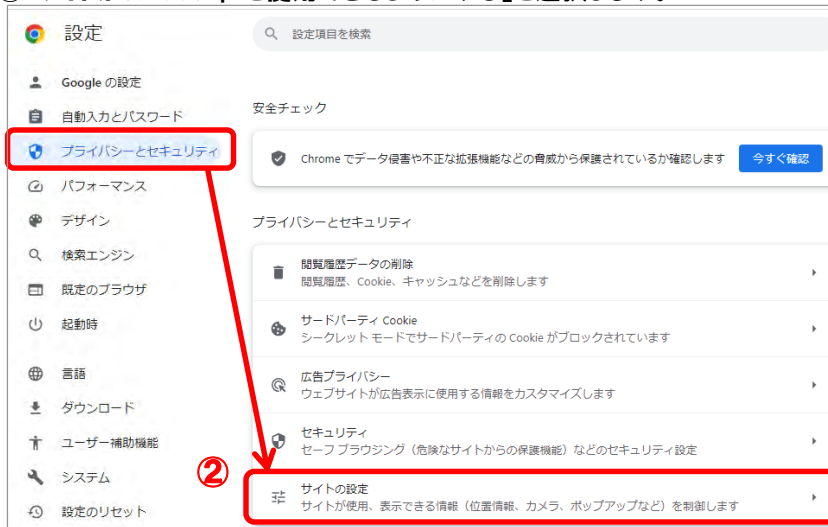 設定
設定項目を検索
Google の設定
自動入力とパスワード
プライバシーとセキュリティ
パフォーマンス
デザイン
検索エンジン
既定のブラウザ
起動時
言語
ダウンロード
ユーザー補助機能
システム
設定のリセット
安全チェック
Chrome でデータ侵害や不正な拡張機能などの脅威から保護されているか確認します
今すぐ確認
プライバシーとセキュリティ
閲覧履歴データの削除
閲覧履歴、Cookie、キャッシュなどを削除します
サードパーティ Cookie
シークレット モードでサードパーティの Cookie がブロックされています
広告プライバシー
ウェブサイトが広告表示に使用する情報をカスタマイズします
セキュリティ
セーフ ブラウジング（危険なサイトからの保護機能）などのセキュリティ設定
②
サイトの設定
サイトが使用、表示できる情報（位置情報、カメラ、ポップアップなど）を制御します